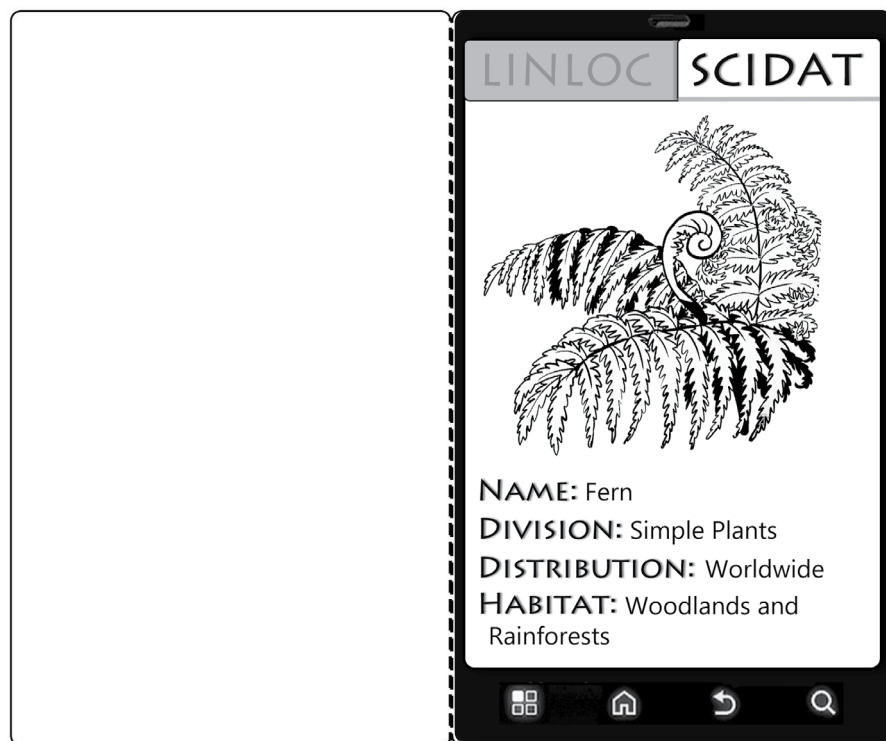 LINLOC SCIDAT
NAME: Fern
DIVISION: Simple Plants
DISTRIBUTION: Worldwide
HABITAT: Woodlands and
Rainforests